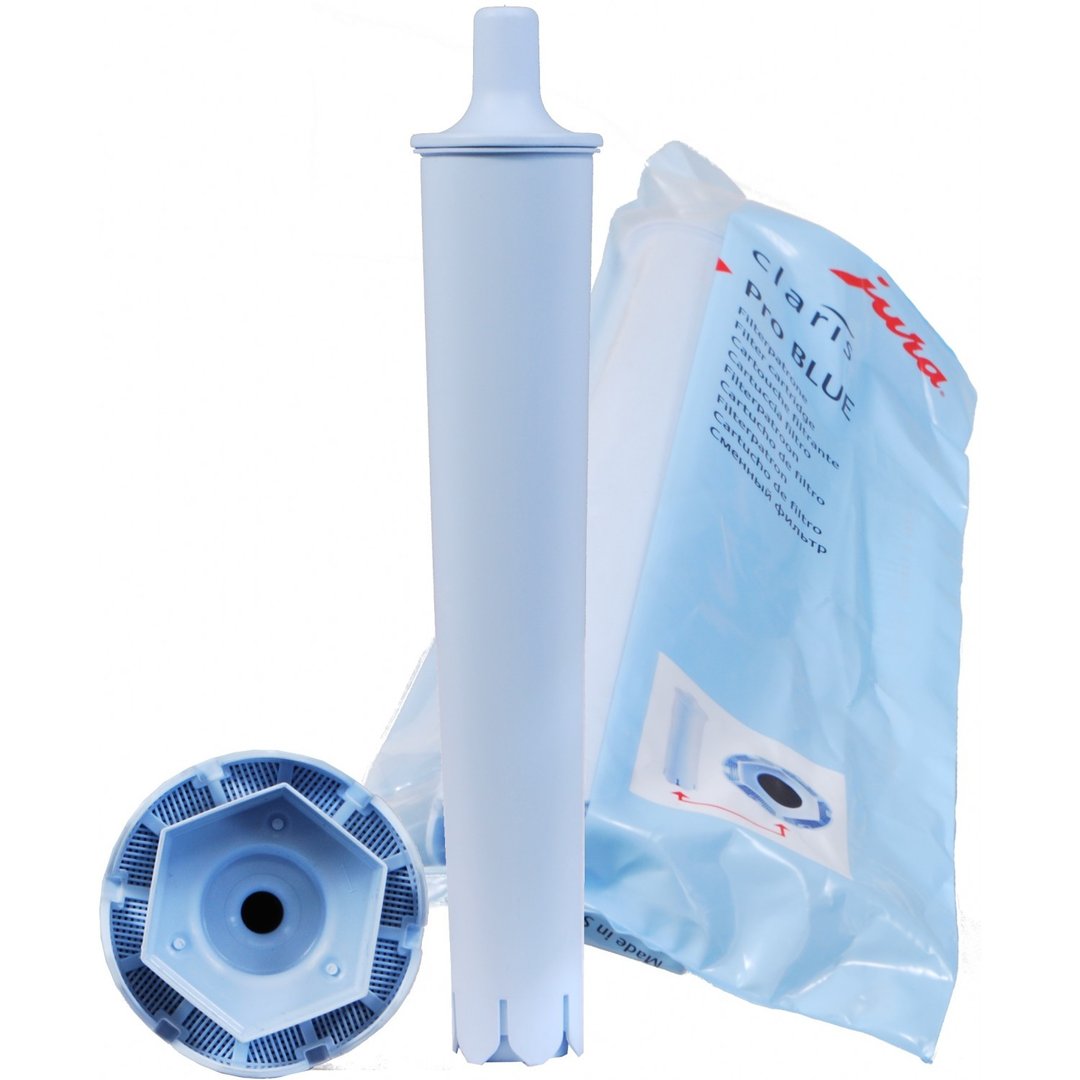 jura
claris
Pro BLUE
Filterpatrone
Filter cartridge
Cartouche filtrante
Cartuccia filtro
Filterpatroon
Cartucho de filtro
Filterpatron
Cartucho de filtro
Сменный фильтр
Made in S